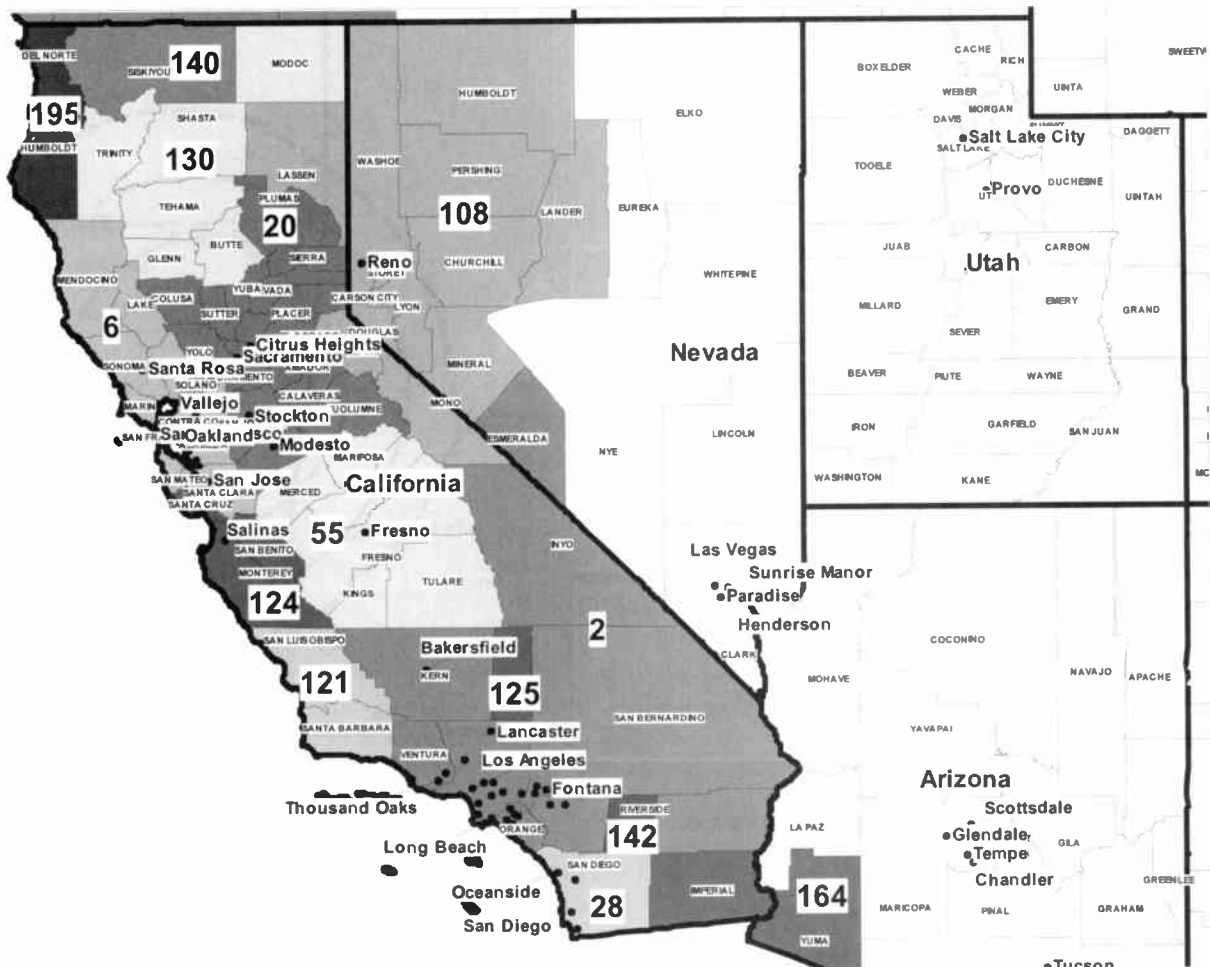 DEL NORTE
SISKIYOU
140
MODOC
195
HUMBOLDT
TRINITY
SHASTA
130
TEHAMA
LASSEN
PLUMAS
20
GLENN
BUTTE
SIERRA
MENDOCINO
LAKE
COLUSA
YUBA
SUTTER
PLACER
6
YOLO
Citrus Heights
Sacramento
SONOMA
Santa Rosa
SOLANO
AMADOR
MARIN
Vallejo
CALAVERAS
Stockton
Oakland
Modesto
MARIPOSA
SAN MATEO
San Jose
SANTA CLARA
SANTA CRUZ
MERCED
California
Salinas
SAN BENITO
55
Fresno
FRESNO
MONTEREY
124
KINGS
TULARE
SAN LUIS OBISPO
121
SANTA BARBARA
Bakersfield
KERN
125
2
INYO
SAN BERNARDINO
Lancaster
VENTURA
Los Angeles
Thousand Oaks
Fontana
RIVERSIDE
ORANGE
142
Long Beach
SAN DIEGO
Oceanside
28
San Diego
IMPERIAL
HUMBOLDT
ELKO
WASHOE
PERSHING
108
LANDER
EUREKA
CHURCHILL
Reno
WHITE PINE
CARSON CITY
LYON
DOUGLAS
MINERAL
Nevada
MONO
ESMERALDA
LINCOLN
NYE
Las Vegas
Sunrise Manor
Paradise
Henderson
CLARK
CACHE
RICH
BOX ELDER
WEBER
MORGAN
DAVIS
UINTA
Salt Lake City
SALT LAKE
DAGGETT
TOOELE
Provo
DUCHESNE
UINTAH
JUAB
CARBON
Utah
MILLARD
EMERY
GRAND
SEVIER
BEAVER
PIUTE
WAYNE
IRON
GARFIELD
SAN JUAN
WASHINGTON
KANE
COCONINO
MOHAVE
NAVAJO
APACHE
YAVAPAI
Arizona
Scottsdale
LA PAZ
Glendale
GILA
Tempe
Chandler
GREENLEE
164
MARICOPA
PINAL
GRAHAM
YUMA
Tucson